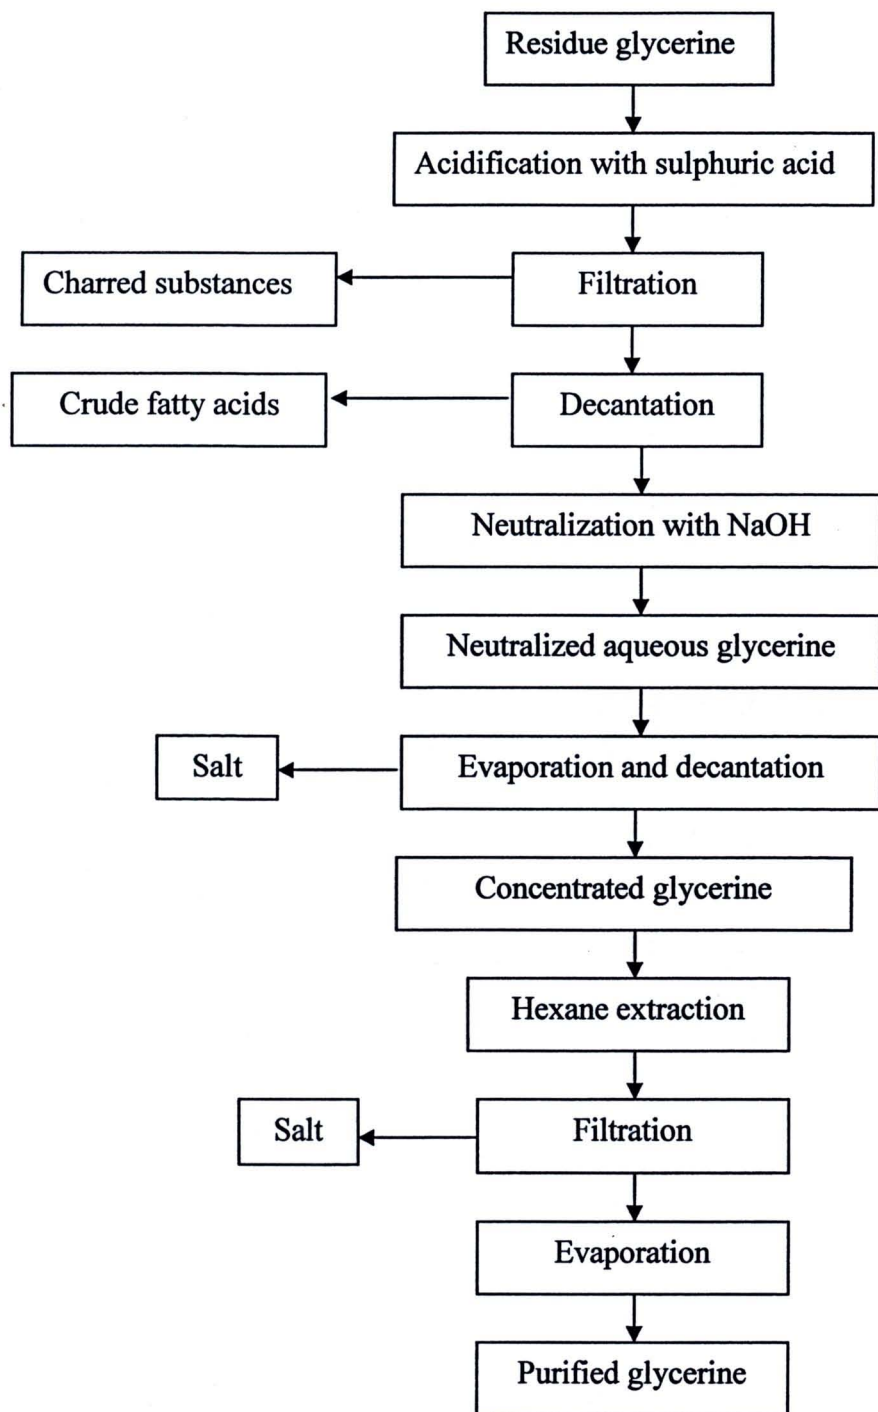 Residue glycerine
Acidification with sulphuric acid
Charred substances
Filtration
Crude fatty acids
Decantation
Neutralization with NaOH
Neutralized aqueous glycerine
Salt
Evaporation and decantation
Concentrated glycerine
Hexane extraction
Salt
Filtration
Evaporation
Purified glycerine